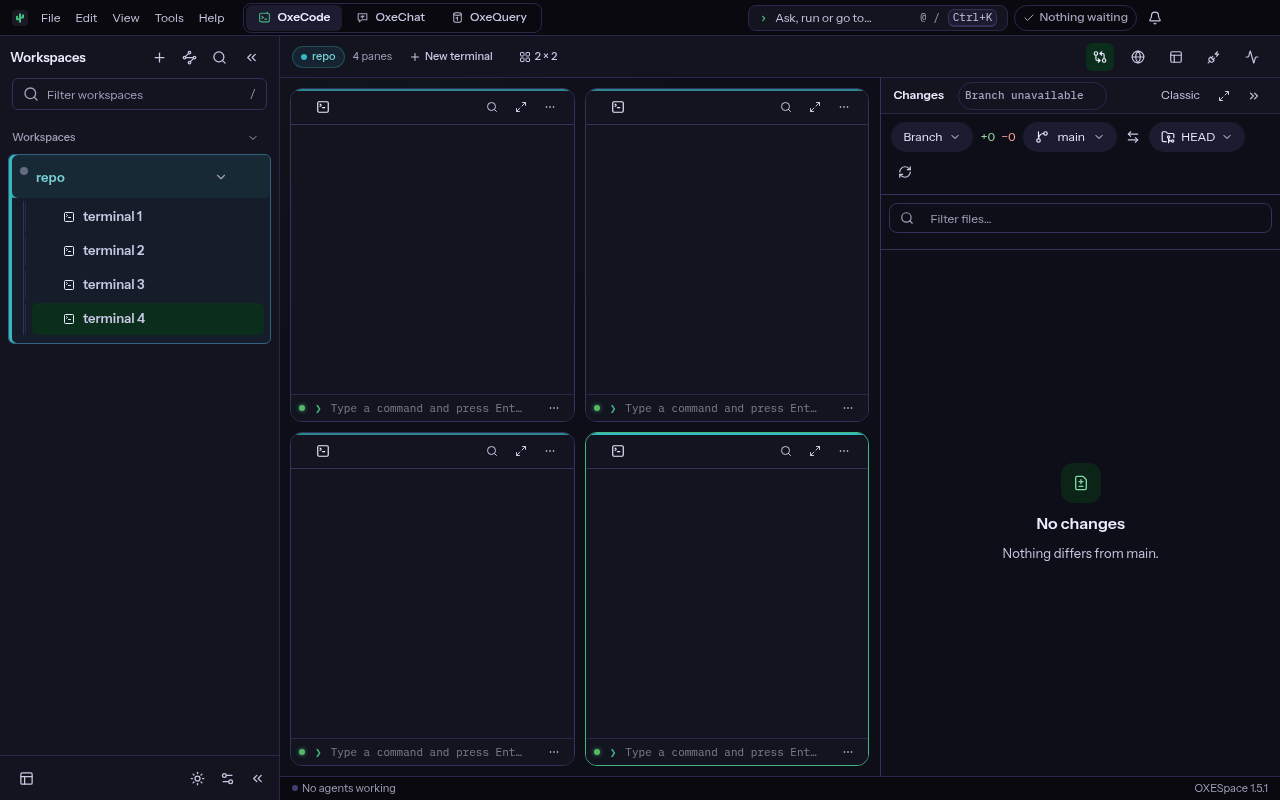 File Edit View Tools Help
OxeCode OxeChat OxeQuery
Ask, run or go to... @ / Ctrl+K
Nothing waiting
Workspaces
Filter workspaces /
Workspaces
repo
terminal 1
terminal 2
terminal 3
terminal 4
repo 4 panes New terminal 2 × 2
Type a command and press Ent…
Type a command and press Ent…
Type a command and press Ent…
Type a command and press Ent…
Changes Branch unavailable Classic
Branch +0 −0 main HEAD
Filter files...
No changes
Nothing differs from main.
No agents working
OXESpace 1.5.1